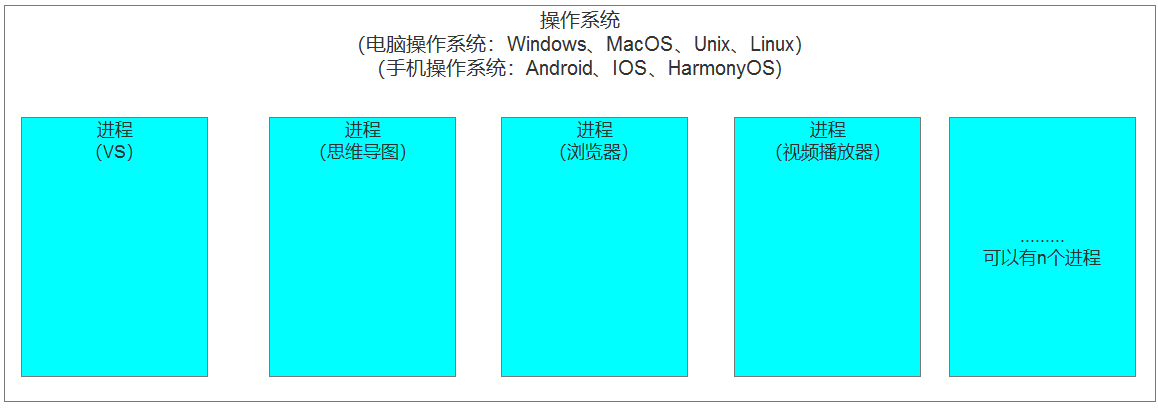 操作系统
（电脑操作系统：Windows、MacOS、Unix、Linux）
（手机操作系统：Android、IOS、HarmonyOS）
进程
（VS）
进程
（思维导图）
进程
（浏览器）
进程
（视频播放器）
.........
可以有n个进程